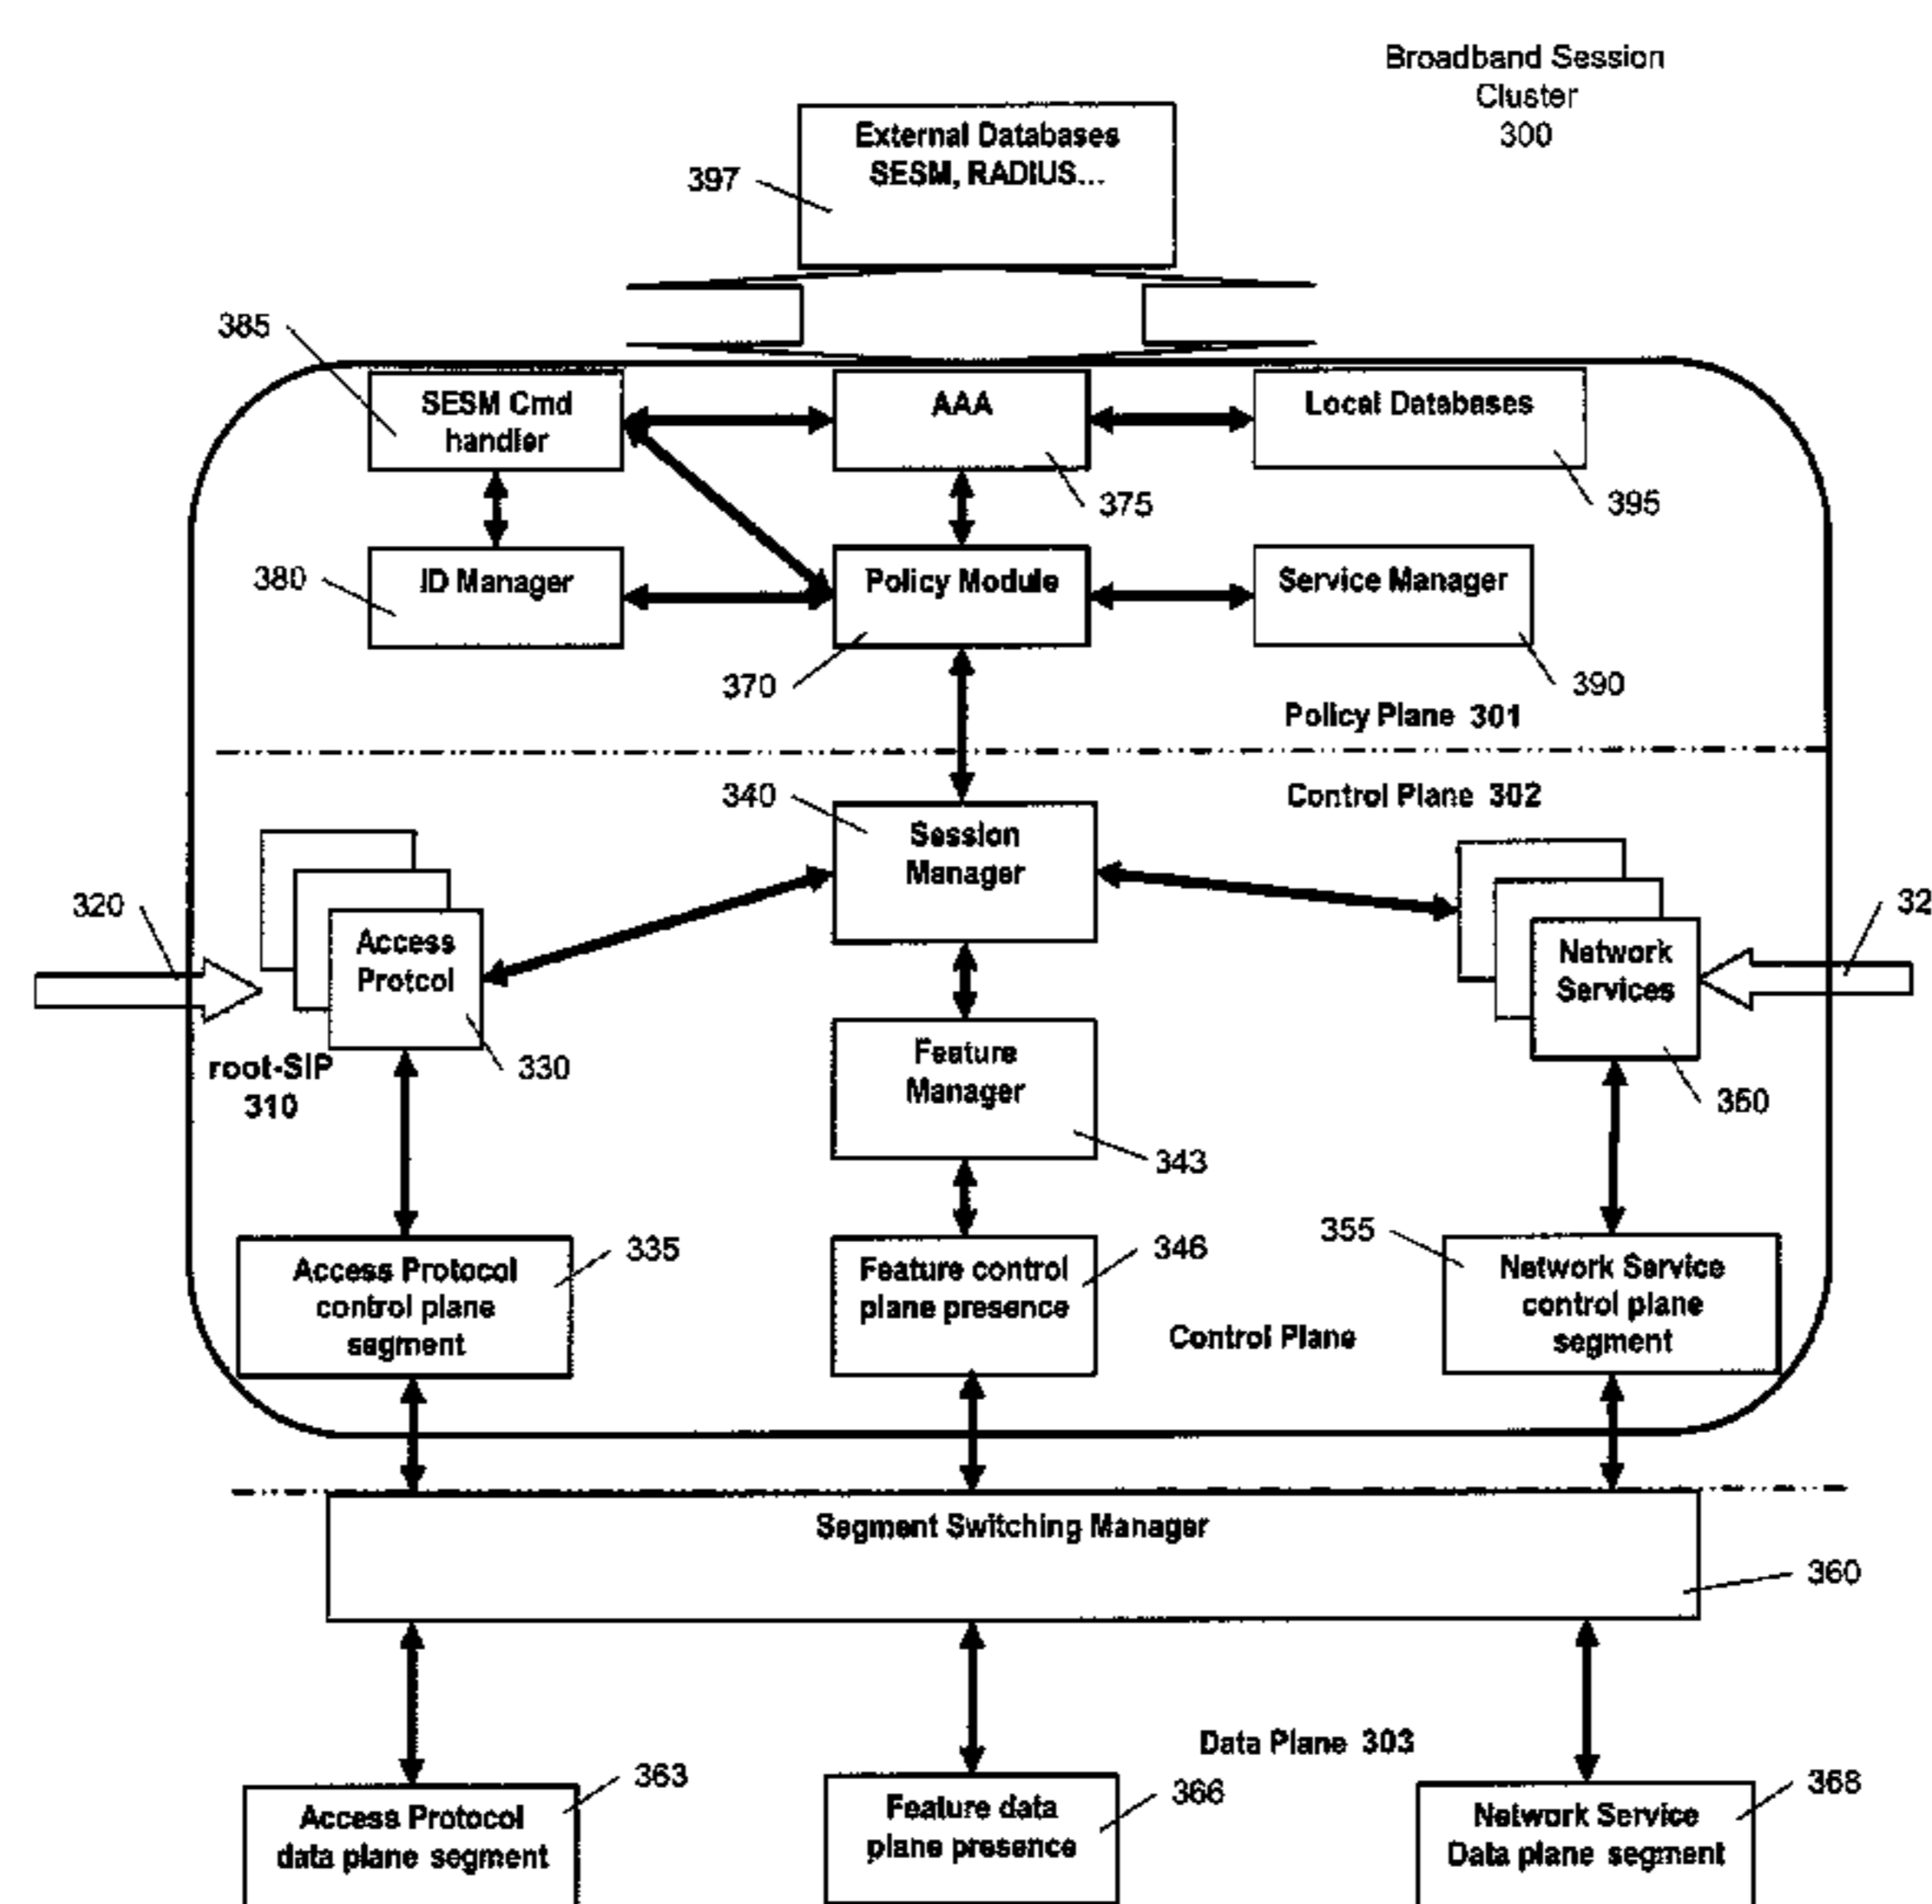 Broadband Session
Cluster
300
External Databases
SESM, RADIUS...
397
385
SESM Cmd
handler
AAA
Local Databases
375
395
380
ID Manager
Policy Module
Service Manager
370
390
Policy Plane 301
340
Control Plane 302
Session
Manager
320
32
Access
Protcol
Network
Services
root-SIP
310
330
Feature
Manager
350
343
335
346
355
Access Protocol
control plane
segment
Feature control
plane presence
Network Service
control plane
segment
Control Plane
Segment Switching Manager
360
Data Plane 303
363
366
368
Access Protocol
data plane segment
Feature data
plane presence
Network Service
Data plane segment